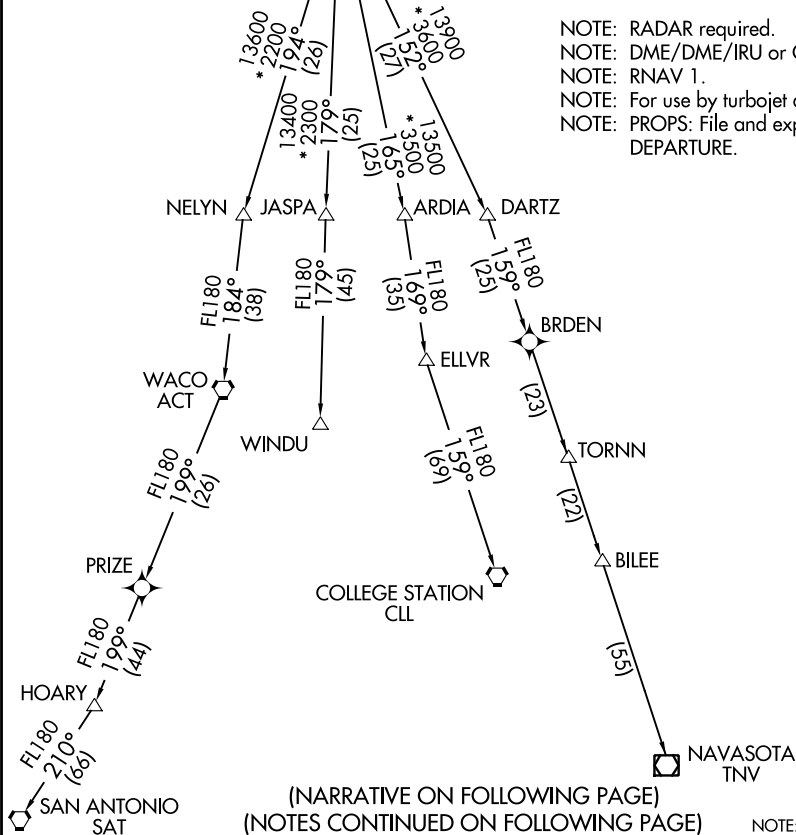 13600
*2200
194°
(26)
13400
*2300
179°
(25)
13500
*3500
165°
(25)
13900
*3600
152°
(27)
NOTE: RADAR required.
NOTE: DME/DME/IRU or
NOTE: RNAV 1.
NOTE: For use by turbojet
NOTE: PROPS: File and
DEPARTURE.
NELYN
JASPA
ARDIA
DARTZ
FL180
184°
(38)
FL180
179°
(45)
FL180
169°
(35)
FL180
159°
(25)
BRDEN
ELLVR
WACO
ACT
WINDU
(23)
FL180
199°
(26)
FL180
159°
(69)
TORNN
(22)
PRIZE
BILEE
COLLEGE STATION
CLL
FL180
199°
(44)
(55)
HOARY
FL180
210°
(66)
NAVASOTA
TNV
SAN ANTONIO
SAT
(NARRATIVE ON FOLLOWING PAGE)
(NOTES CONTINUED ON FOLLOWING PAGE)
NOTE: